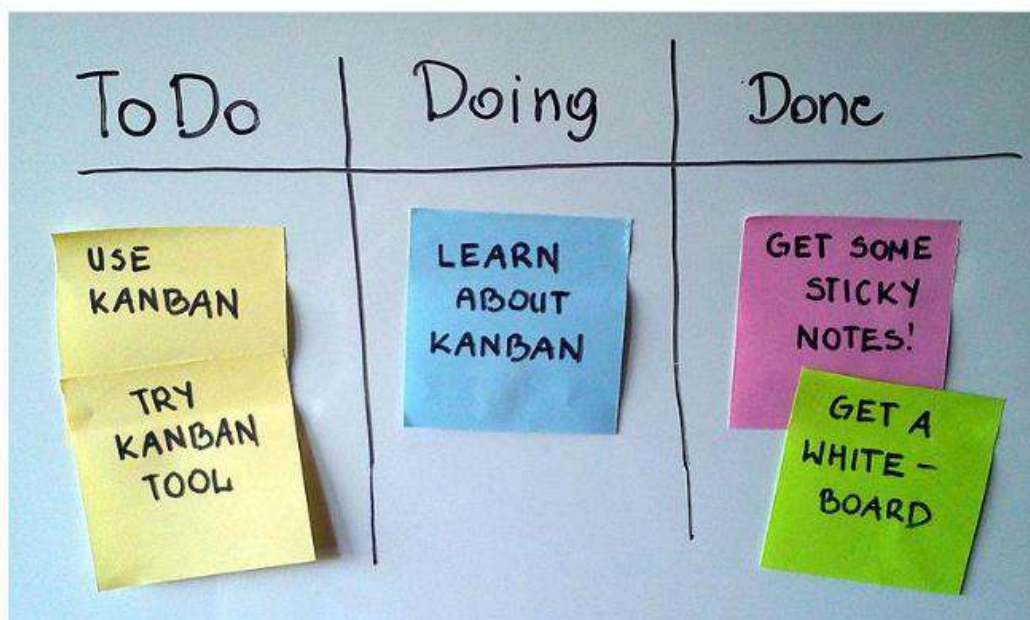 To Do
Doing
Done
USE
KANBAN
TRY
KANBAN
TOOL
LEARN
ABOUT
KANBAN
GET SOME
STICKY
NOTES!
GET A
WHITE-
BOARD